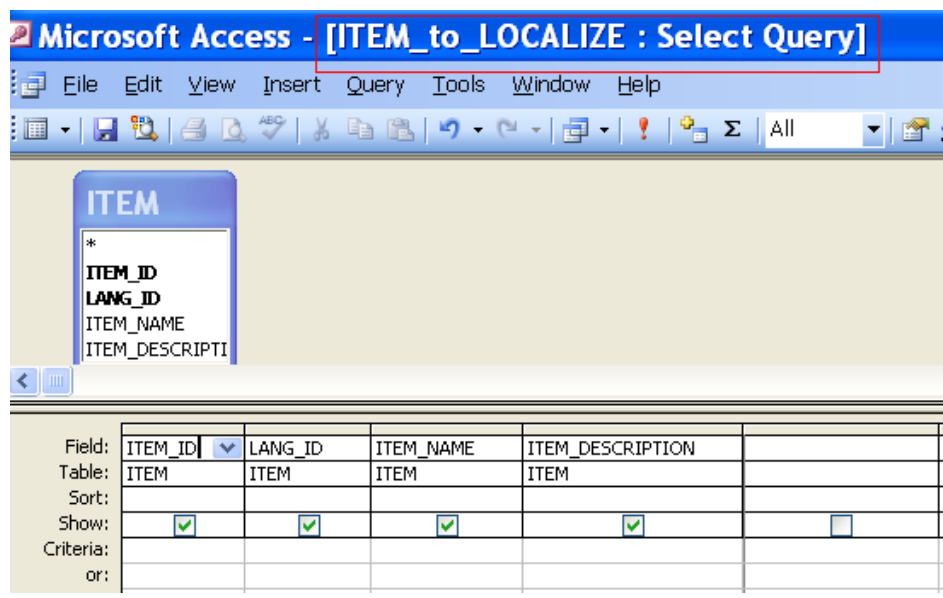 Microsoft Access - [ITEM_to_LOCALIZE : Select Query]
File Edit View Insert Query Tools Window Help
ABC Σ All
ITEM
*
ITEM_ID
LANG_ID
ITEM_NAME
ITEM_DESCRIPTI
Field: ITEM_ID LANG_ID ITEM_NAME ITEM_DESCRIPTION
Table: ITEM ITEM ITEM ITEM
Sort:
Show:
Criteria:
or: